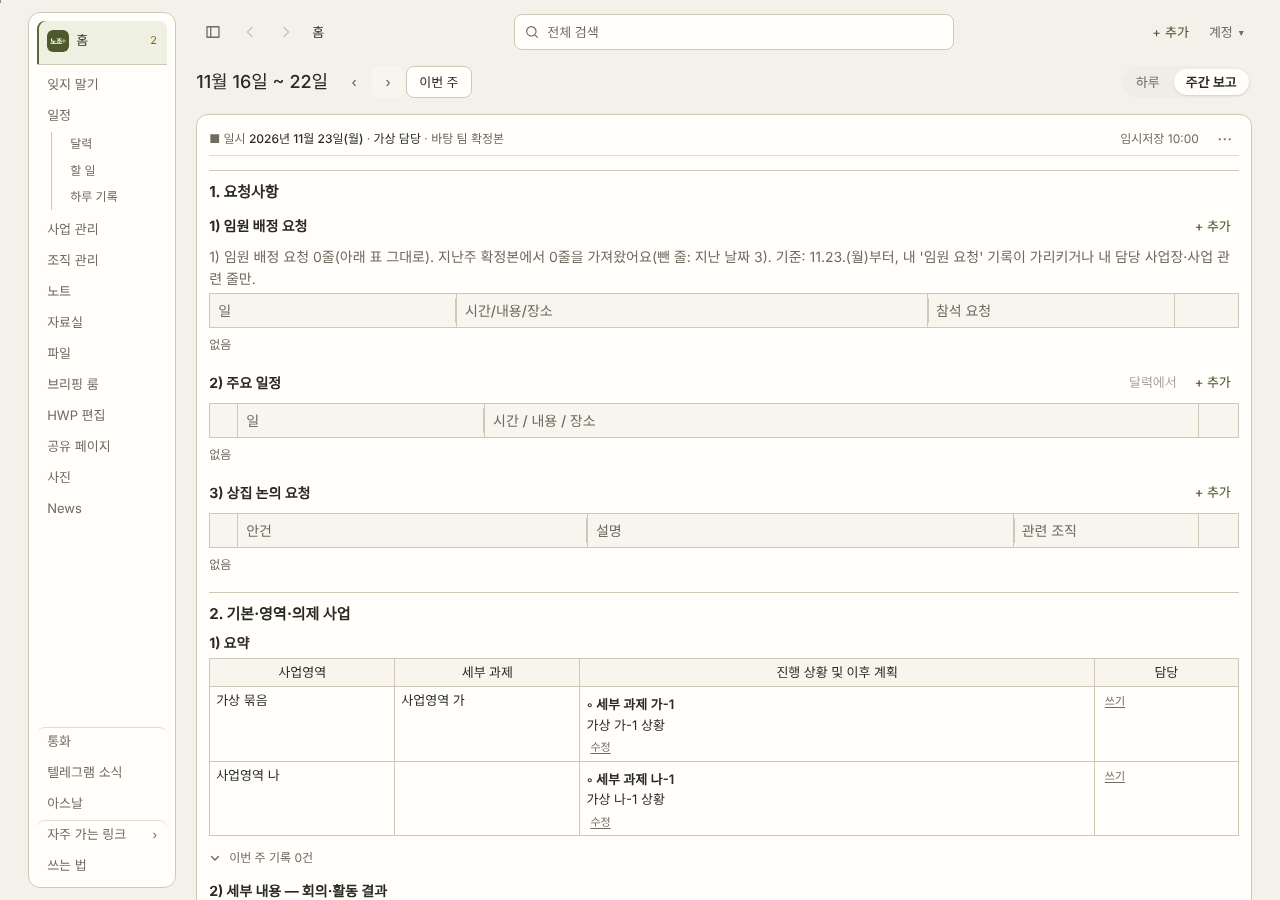 노조+ 홈 2
잊지 말기
일정
달력
할 일
하루 기록
사업 관리
조직 관리
노트
자료실
파일
브리핑 룸
HWP 편집
공유 페이지
사진
News
통화
텔레그램 소식
아스날
자주 가는 링크 ›
쓰는 법
홈
전체 검색
+ 추가 계정 ▾
11월 16일 ~ 22일 ‹ › 이번 주
하루 주간 보고
■ 일시 2026년 11월 23일(월) · 가상 담당 · 바탕 팀 확정본
임시저장 10:00 ···
1. 요청사항
1) 임원 배정 요청 + 추가
1) 임원 배정 요청 0줄(아래 표 그대로). 지난주 확정본에서 0줄을 가져왔어요(뺀 줄: 지난 날짜 3). 기준: 11.23.(월)부터, 내 '임원 요청' 기록이 가리키거나 내 담당 사업장·사업 관
련 줄만.
일 시간/내용/장소 참석 요청
없음
2) 주요 일정 달력에서 + 추가
일 시간 / 내용 / 장소
없음
3) 상집 논의 요청 + 추가
안건 설명 관련 조직
없음
2. 기본·영역·의제 사업
1) 요약
사업영역 세부 과제 진행 상황 및 이후 계획 담당
가상 묶음 사업영역 가 ∘ 세부 과제 가-1 쓰기
가상 가-1 상황
수정
사업영역 나 ∘ 세부 과제 나-1 쓰기
가상 나-1 상황
수정
이번 주 기록 0건
2) 세부 내용 — 회의·활동 결과